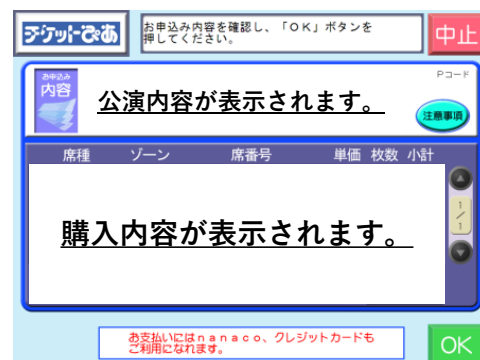 チケットぴあ
お申込み内容を確認し、「OK」ボタンを
押してください。
中止
お申込み
内容
Pコード
公演内容が表示されます。
注意事項
席種 ゾーン 席番号 単価 枚数 小計
購入内容が表示されます。
1/1
お支払いにはnanaco、クレジットカードも
ご利用になれます。
OK